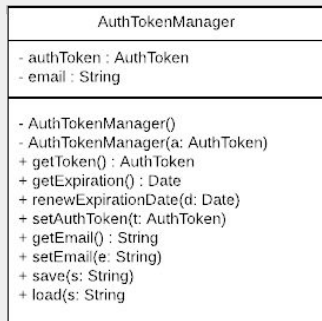 AuthTokenManager
- authToken : AuthToken
- email : String
- AuthTokenManager()
- AuthTokenManager(a: AuthToken)
+ getToken() : AuthToken
+ getExpiration() : Date
+ renewExpirationDate(d: Date)
+ setAuthToken(t: AuthToken)
+ getEmail() : String
+ setEmail(e: String)
+ save(s: String)
+ load(s: String